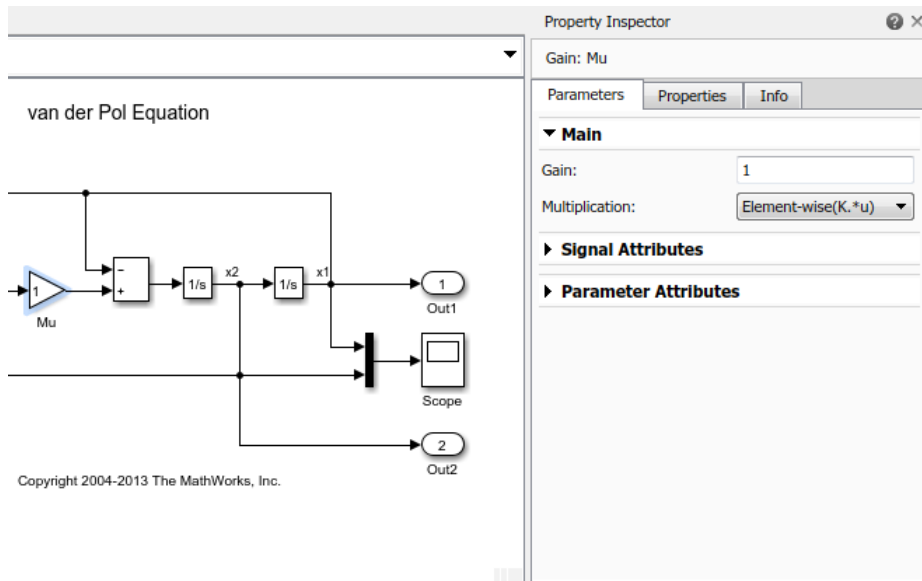 Property Inspector
Gain: Mu
Parameters Properties Info
Main
Gain: 1
Multiplication: Element-wise(K.*u)
Signal Attributes
Parameter Attributes
van der Pol Equation
1
Mu
−
+
1/s
x2
1/s
x1
1
Out1
Scope
2
Out2
Copyright 2004-2013 The MathWorks, Inc.